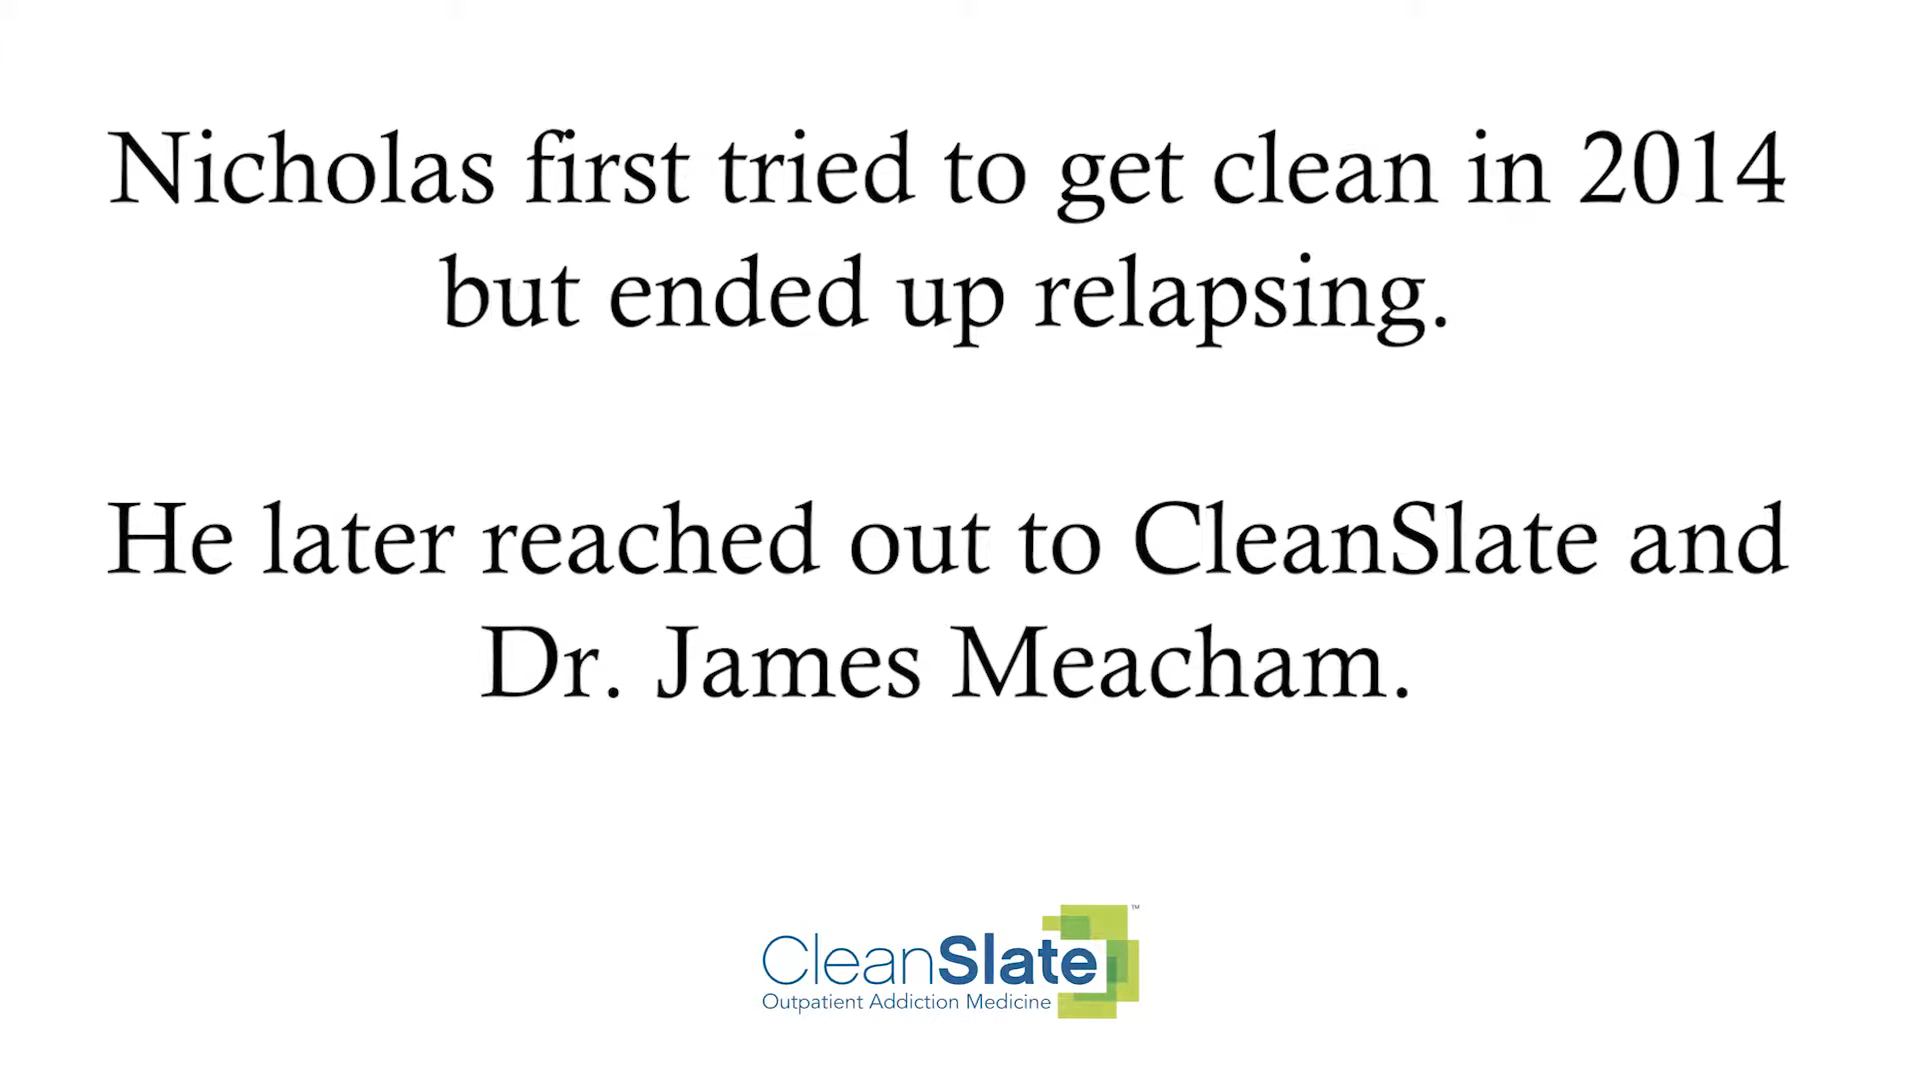 Nicholas first tried to get clean in 2014
but ended up relapsing.
He later reached out to CleanSlate and
Dr. James Meacham.
CleanSlate™
Outpatient Addiction Medicine